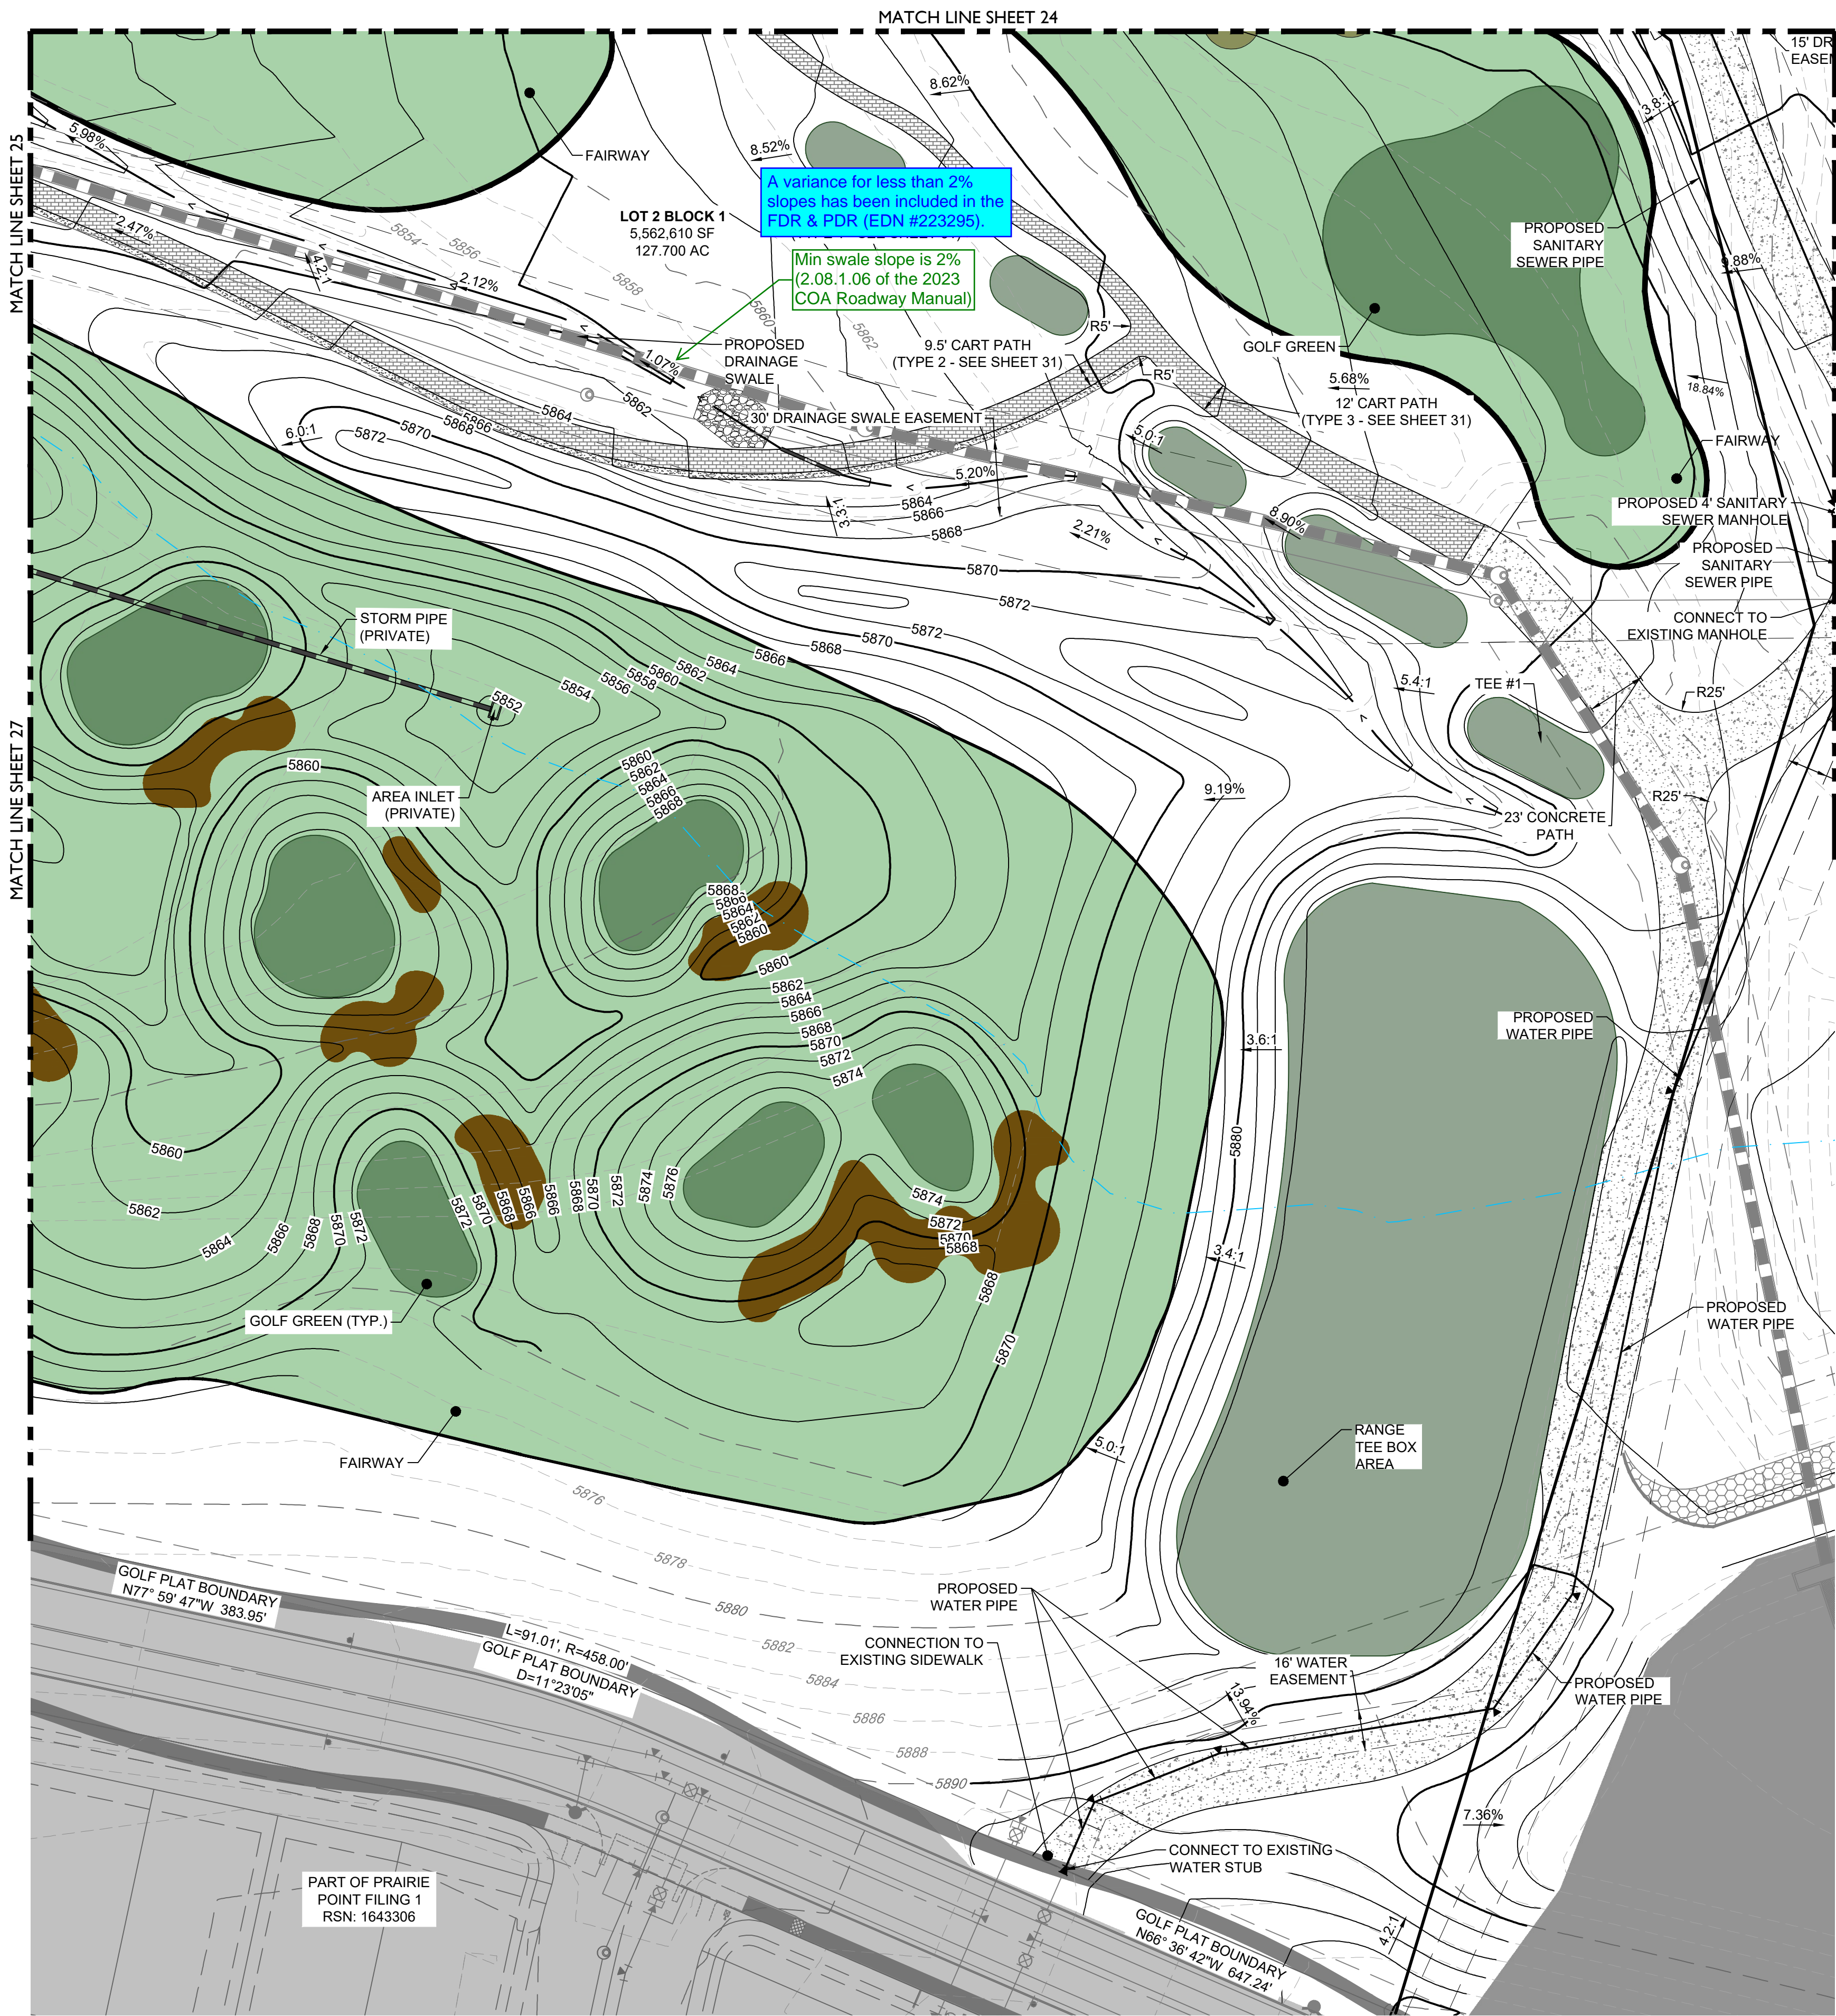 MATCH LINE SHEET 24
15' DR
EASEM
8.62%
3.8:1
5.98%
FAIRWAY
8.52%
MATCH LINE SHEET 25
A variance for less than 2%
slopes has been included in the
FDR & PDR (EDN #223295).
LOT 2 BLOCK 1
5,562,610 SF
127.700 AC
2.47%
5854
5856
5858
5860
5862
4.2:1
2.12%
Min swale slope is 2%
(2.08.1.06 of the 2023
COA Roadway Manual)
PROPOSED
SANITARY
SEWER PIPE
9.88%
R5'
PROPOSED
DRAINAGE
SWALE
1.07%
9.5' CART PATH
(TYPE 2 - SEE SHEET 31)
GOLF GREEN
R5'
5.68%
18.84%
12' CART PATH
(TYPE 3 - SEE SHEET 31)
5862
5864
30' DRAINAGE SWALE EASEMENT
6.0:1
5872
5870
5868
5866
5.0:1
FAIRWAY
5.20%
5864
5866
5868
3.3:1
2.21%
8.90%
PROPOSED 4' SANITARY
SEWER MANHOLE
PROPOSED
SANITARY
SEWER PIPE
5870
5872
CONNECT TO
EXISTING MANHOLE
STORM PIPE
(PRIVATE)
5872
5870
5868
5866
5864
5862
5860
5858
5856
5854
5852
5.4:1
TEE #1
R25'
MATCH LINE SHEET 27
5860
AREA INLET
(PRIVATE)
5860
5862
5864
5866
5868
9.19%
R25'
23' CONCRETE
PATH
5868
5866
5864
5862
5860
5860
5862
5864
5866
5868
5870
5872
5874
3.6:1
PROPOSED
WATER PIPE
5880
5860
5862
5864
5866
5868
5870
5872
5872
5870
5868
5866
5866
5868
5870
5872
5874
5876
5874
5872
5870
5868
5868
5870
3.4:1
GOLF GREEN (TYP.)
PROPOSED
WATER PIPE
FAIRWAY
5.0:1
RANGE
TEE BOX
AREA
5876
5878
5880
5882
5884
5886
5888
5890
GOLF PLAT BOUNDARY
N77° 59' 47"W 383.95'
L=91.01', R=458.00'
GOLF PLAT BOUNDARY
D=11°23'05"
PROPOSED
WATER PIPE
CONNECTION TO
EXISTING SIDEWALK
16' WATER
EASEMENT
13.94%
PROPOSED
WATER PIPE
7.36%
CONNECT TO EXISTING
WATER STUB
PART OF PRAIRIE
POINT FILING 1
RSN: 1643306
GOLF PLAT BOUNDARY
N66° 36' 42"W 647.24'
4.2:1